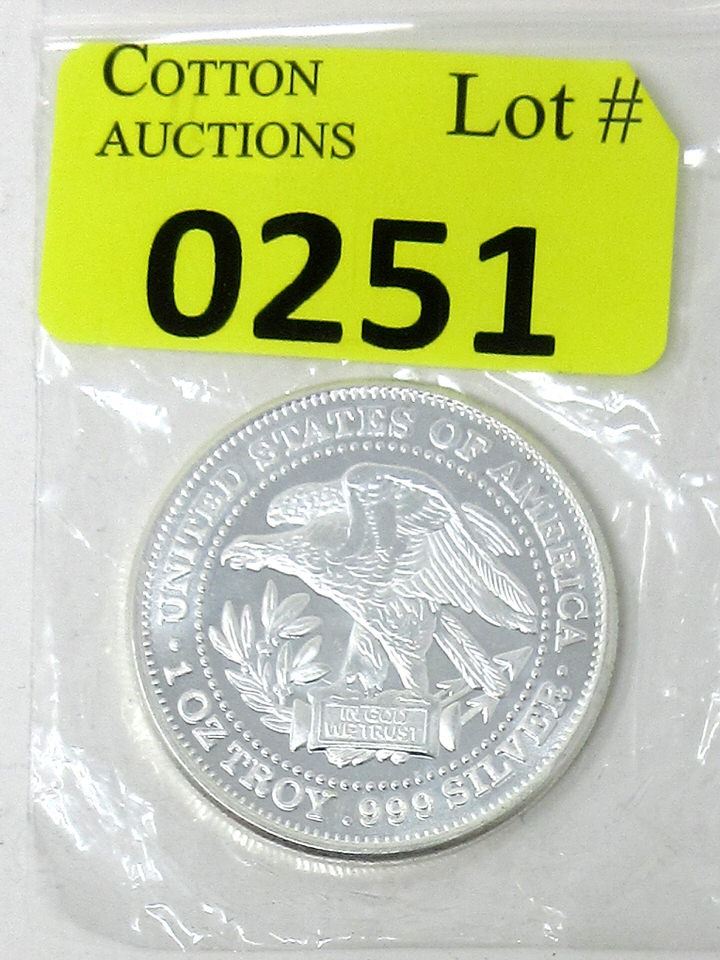 COTTON
AUCTIONS
Lot #
0251
UNITED STATES OF AMERICA
IN GOD
WE TRUST
· 1 OZ TROY .999 SILVER ·